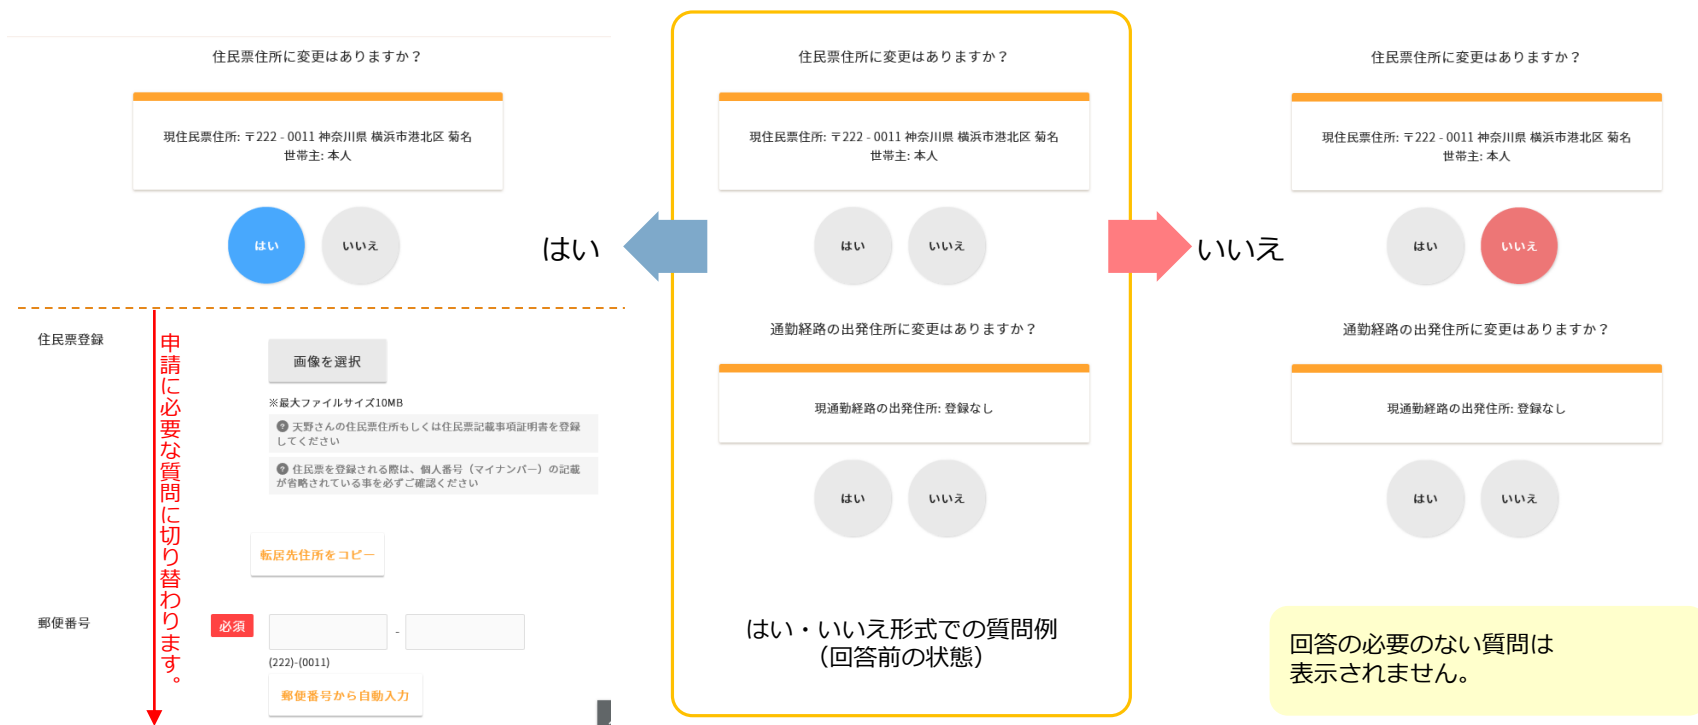 住民票住所に変更はありますか？
現住民票住所: 〒222 - 0011 神奈川県 横浜市港北区 菊名
世帯主: 本人
はい
いいえ
住民票登録
画像を選択
※最大ファイルサイズ10MB
天野さんの住民票住所もしくは住民票記載事項証明書を登録
してください
住民票を登録される際は、個人番号（マイナンバー）の記載
が省略されている事を必ずご確認ください
転居先住所をコピー
郵便番号
必須
-
(222)-(0011)
郵便番号から自動入力
申請に必要な質問に切り替わります。
はい
住民票住所に変更はありますか？
現住民票住所: 〒222 - 0011 神奈川県 横浜市港北区 菊名
世帯主: 本人
はい
いいえ
通勤経路の出発住所に変更はありますか？
現通勤経路の出発住所: 登録なし
はい
いいえ
はい・いいえ形式での質問例
（回答前の状態）
いいえ
住民票住所に変更はありますか？
現住民票住所: 〒222 - 0011 神奈川県 横浜市港北区 菊名
世帯主: 本人
はい
いいえ
通勤経路の出発住所に変更はありますか？
現通勤経路の出発住所: 登録なし
はい
いいえ
回答の必要のない質問は
表示されません。